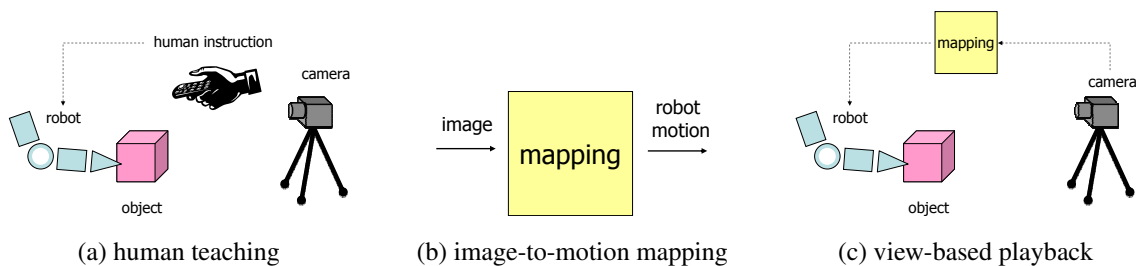 human instruction
camera
robot
object
(a) human teaching
image
mapping
robot
motion
(b) image-to-motion mapping
mapping
camera
robot
object
(c) view-based playback